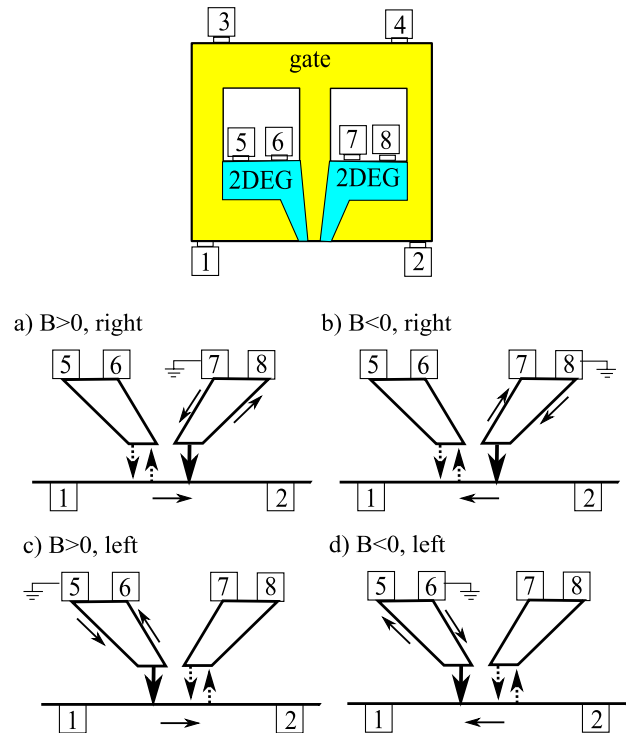 3 4
gate
5 6 7 8
2DEG 2DEG
1 2
a) B>0, right b) B<0, right
5 6 7 8 5 6 7 8
1 2 1 2
c) B>0, left d) B<0, left
5 6 7 8 5 6 7 8
1 2 1 2